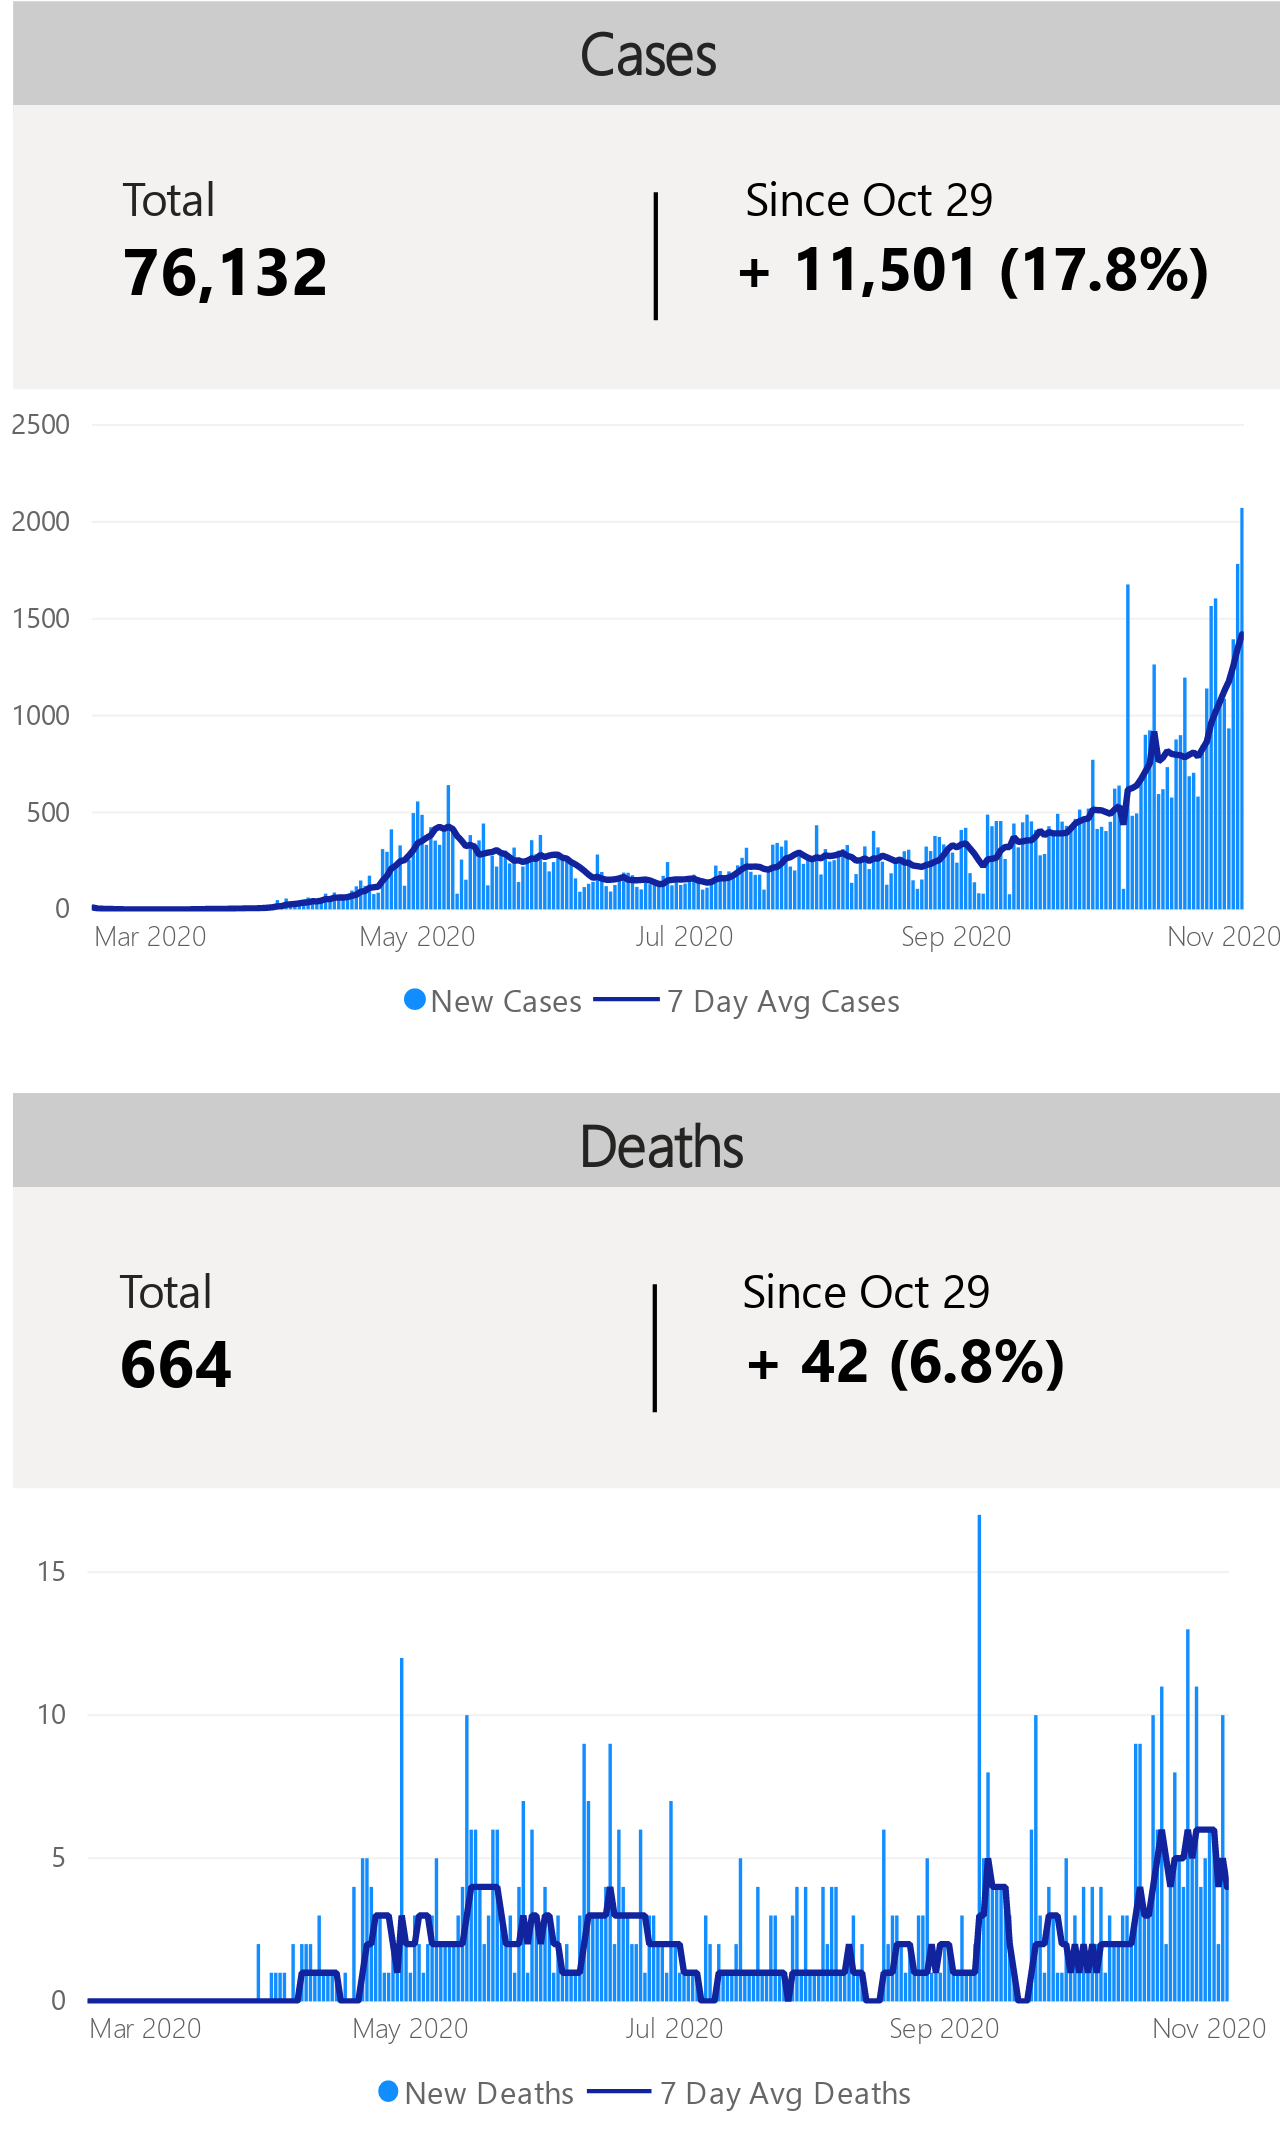 Cases
Total
Since Oct 29
76,132
+ 11,501 (17.8%)
2500
2000
1500
1000
500
0
Mar 2020
May 2020
Jul 2020
Sep 2020
Nov 2020
New Cases
7 Day Avg Cases
Deaths
Total
Since Oct 29
664
+ 42 (6.8%)
15
10
5
0
Mar 2020
May 2020
Jul 2020
Sep 2020
Nov 2020
New Deaths
7 Day Avg Deaths